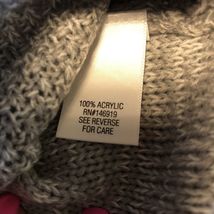 100% ACRYLIC
RN#146919
SEE REVERSE
FOR CARE